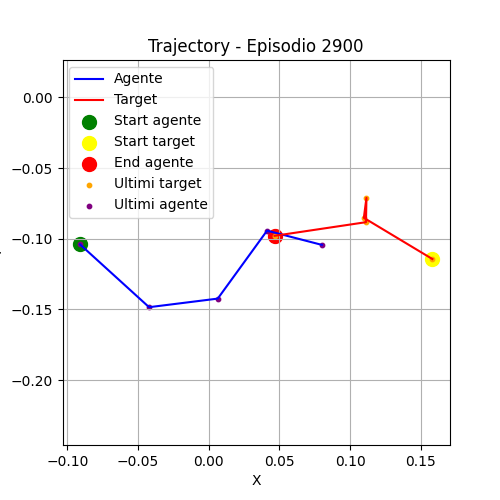 Trajectory - Episodio 2900
Agente
Target
Start agente
Start target
End agente
Ultimi target
Ultimi agente
0.00
−0.05
−0.10
−0.15
−0.20
−0.10
−0.05
0.00
0.05
0.10
0.15
X